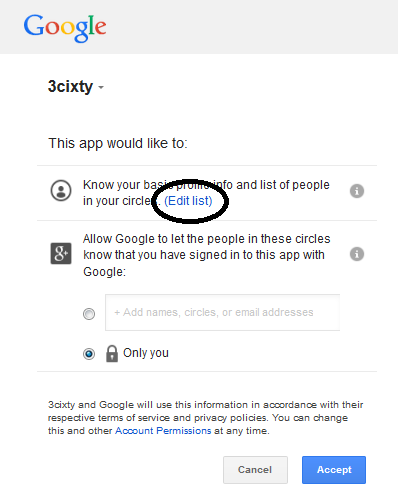 Google
3cixty
This app would like to:
Know your basic profile info and list of people
in your circles. (Edit list)
Allow Google to let the people in these circles
know that you have signed in to this app with
Google:
+ Add names, circles, or email addresses
Only you
3cixty and Google will use this information in accordance with their
respective terms of service and privacy policies. You can change
this and other Account Permissions at any time.
Cancel Accept